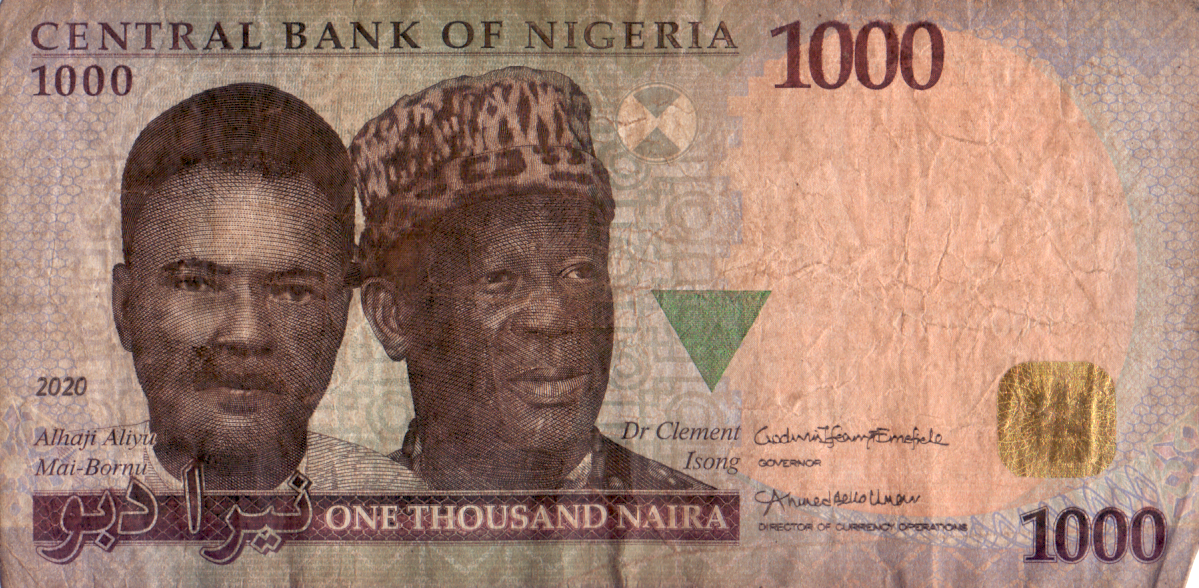 CENTRAL BANK OF NIGERIA
1000
1000
2020
Alhaji Aliyu
Mai-Bornu
Dr Clement
Isong
Godwin Ifeanyi Emefiele
GOVERNOR
Ahmed Bello Umar
DIRECTOR OF CURRENCY OPERATIONS
نيرا دبو
ONE THOUSAND NAIRA
1000